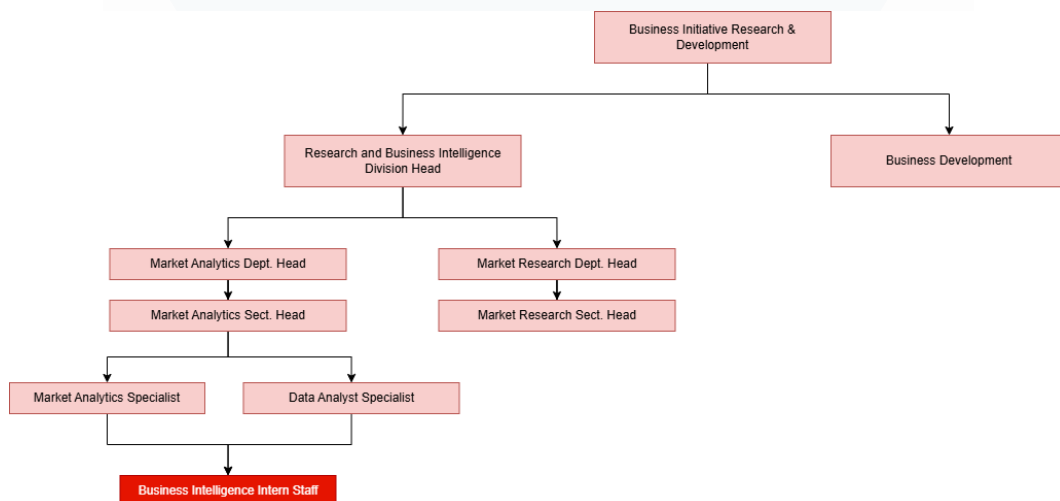 Business Initiative Research &
Development
Research and Business Intelligence
Division Head
Business Development
Market Analytics Dept. Head
Market Research Dept. Head
Market Analytics Sect. Head
Market Research Sect. Head
Market Analytics Specialist
Data Analyst Specialist
Business Intelligence Intern Staff